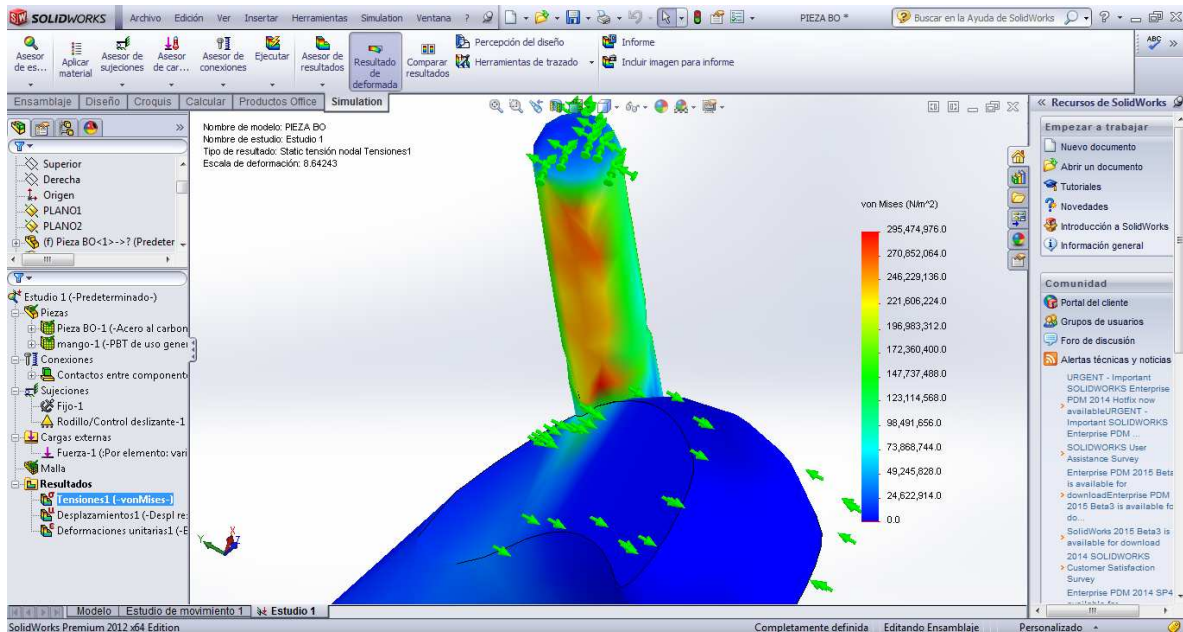 SOLIDWORKS
Archivo Edición Ver Insertar Herramientas Simulation Ventana ?
PIEZA BO *
Buscar en la Ayuda de SolidWorks
Asesor de es...
Aplicar material
Asesor de sujeciones
Asesor de car...
Asesor de conexiones
Ejecutar
Asesor de resultados
Resultado de deformada
Comparar resultados
Percepción del diseño
Herramientas de trazado
Informe
Incluir imagen para informe
ABC
Ensamblaje Diseño Croquis Calcular Productos Office Simulation
Superior
Derecha
Origen
PLANO1
PLANO2
(f) Pieza BO<1>->? (Predeter
Estudio 1 (-Predeterminado-)
Piezas
Pieza BO-1 (-Acero al carbon
mango-1 (-PBT de uso gener
Conexiones
Contactos entre component
Sujeciones
Fijo-1
Rodillo/Control deslizante-1
Cargas externas
Fuerza-1 (:Por elemento: vari
Malla
Resultados
Tensiones1 (-vonMises-)
Desplazamientos1 (-Despl re:
Deformaciones unitarias1 (-E
Nombre de modelo: PIEZA BO
Nombre de estudio: Estudio 1
Tipo de resultado: Static tensión nodal Tensiones1
Escala de deformación: 8.64243
von Mises (N/m^2)
295,474,976.0
270,852,064.0
246,229,136.0
221,606,224.0
196,983,312.0
172,360,400.0
147,737,488.0
123,114,568.0
98,491,656.0
73,868,744.0
49,245,828.0
24,622,914.0
0.0
Y X Z
Recursos de SolidWorks
Empezar a trabajar
Nuevo documento
Abrir un documento
Tutoriales
Novedades
Introducción a SolidWorks
Información general
Comunidad
Portal del cliente
Grupos de usuarios
Foro de discusión
Alertas técnicas y noticias
URGENT - Important
SOLIDWORKS Enterprise
PDM 2014 Hotfix now
availableURGENT -
Important SOLIDWORKS
Enterprise PDM ...
SOLIDWORKS User
Assistance Survey
Enterprise PDM 2015 Beta
is available for
downloadEnterprise PDM
2015 Beta3 is available fo
do...
SolidWorks 2015 Beta3 is
available for download
2014 SOLIDWORKS
Customer Satisfaction
Survey
Enterprise PDM 2014 SP4
Modelo Estudio de movimiento 1 Estudio 1
SolidWorks Premium 2012 x64 Edition
Completamente definida Editando Ensamblaje Personalizado